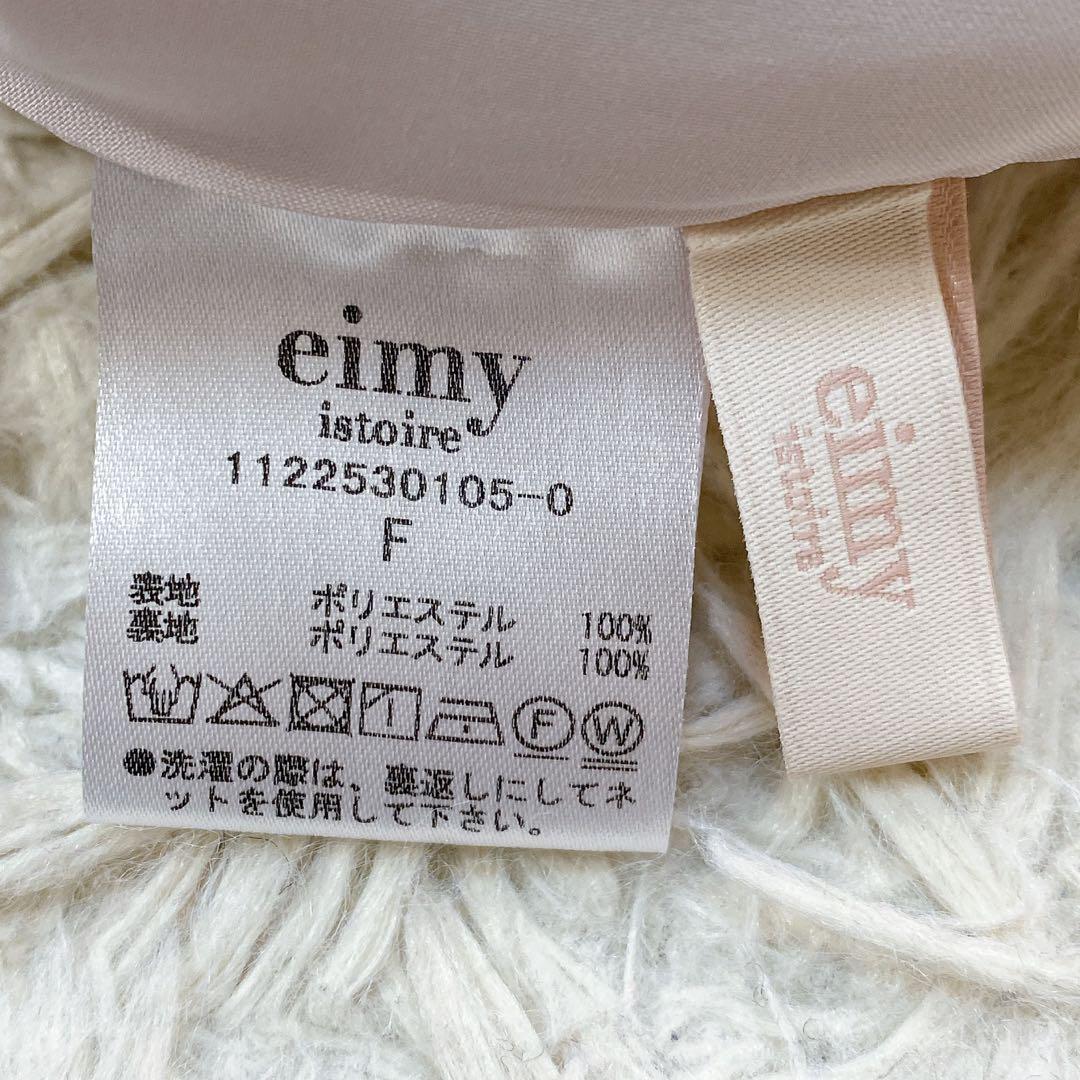 eimy
istoire
1122530105-0
F
表地 ポリエステル 100%
裏地 ポリエステル 100%
F W
●洗濯の際は、裏返しにしてネ
ットを使用して下さい。
eimy
istoire